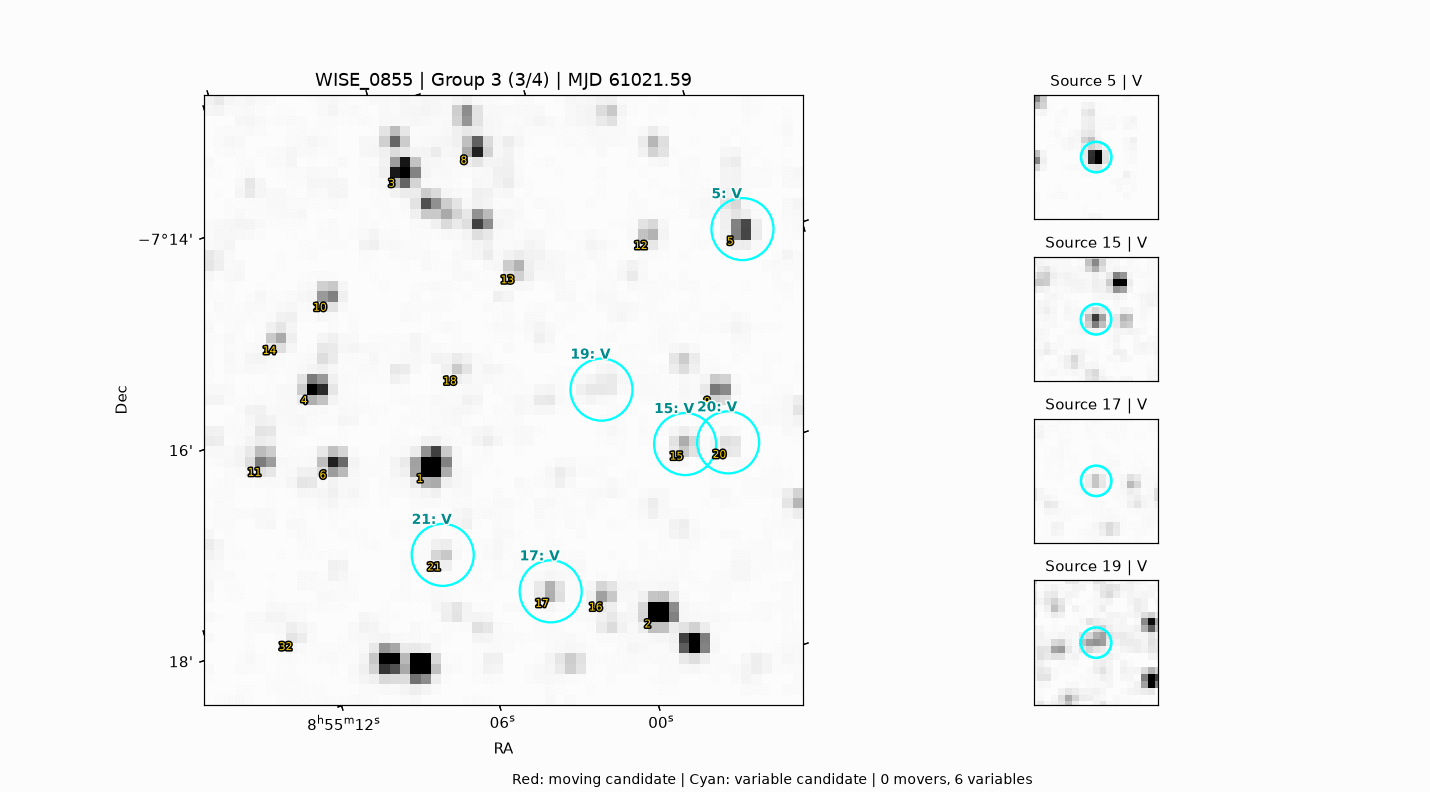 WISE_0855 | Group 3 (3/4) | MJD 61021.59
Source 5 | V
8
3
5: V
5
12
13
Source 15 | V
10
14
19: V
18
4
15: V 20: V
15
20
11
6
1
Source 17 | V
21: V
21
17: V
17
16
2
32
Source 19 | V
−7°14'
16'
18'
Dec
8ʰ55ᵐ12ˢ
06ˢ
00ˢ
RA
Red: moving candidate | Cyan: variable candidate | 0 movers, 6 variables